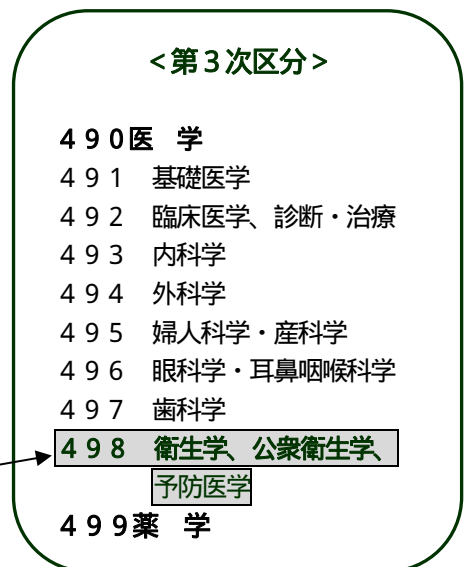 <第３次区分>
４９０医　学
４９１　基礎医学
４９２　臨床医学、診断・治療
４９３　内科学
４９４　外科学
４９５　婦人科学・産科学
４９６　眼科学・耳鼻咽喉科学
４９７　歯科学
４９８　衛生学、公衆衛生学、
予防医学
４９９薬　学